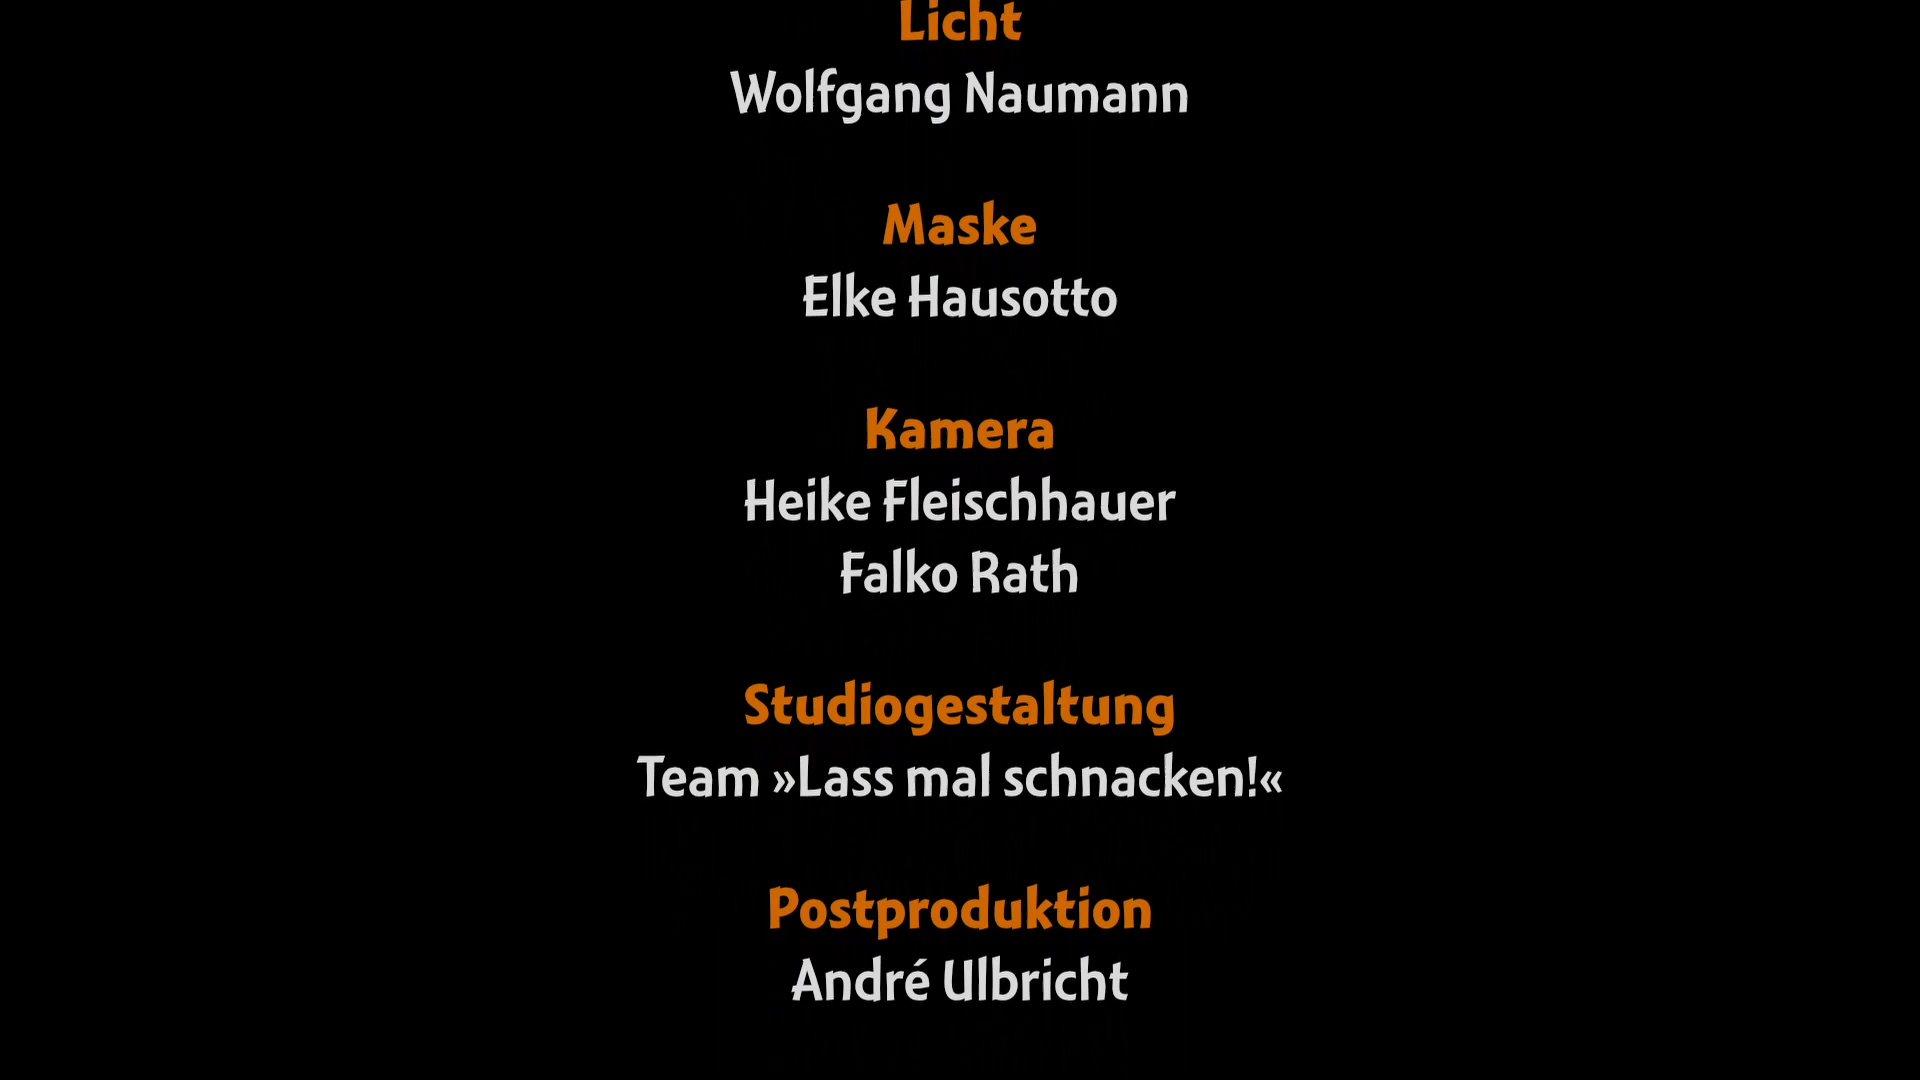 Licht
Wolfgang Naumann
Maske
Elke Hausotto
Kamera
Heike Fleischhauer
Falko Rath
Studiogestaltung
Team »Lass mal schnacken!«
Postproduktion
André Ulbricht